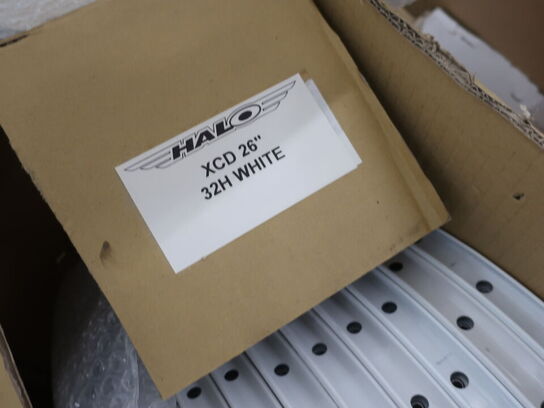 HALO
XCD 26"
32H WHITE